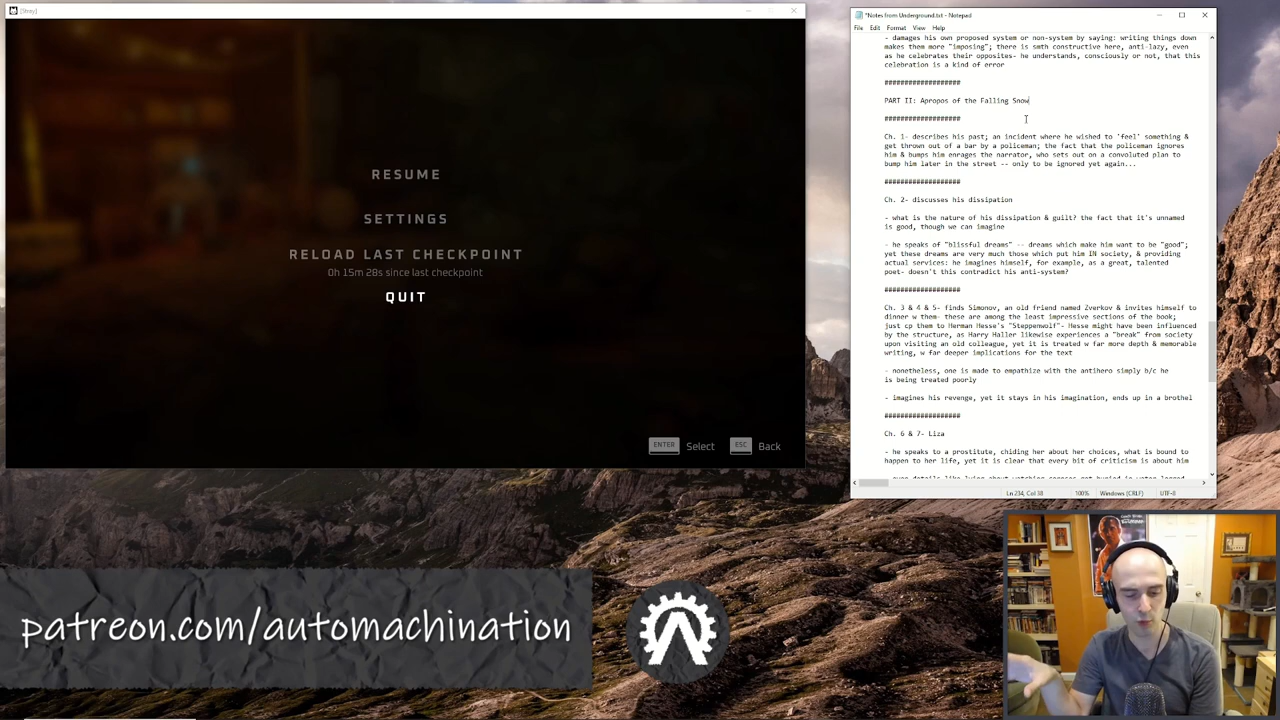 [Stray]
RESUME
SETTINGS
RELOAD LAST CHECKPOINT
0h 15m 28s since last checkpoint
QUIT
ENTER Select ESC Back
*Notes from Underground.txt - Notepad
File Edit Format View Help
- damages his own proposed system or non-system by saying: writing things down
makes them more "imposing"; there is smth constructive here, anti-lazy, even
as he celebrates their opposites- he understands, consciously or not, that this
celebration is a kind of error
###################
PART II: Apropos of the Falling Snow
###################
Ch. 1- describes his past; an incident where he wished to 'feel' something &
get thrown out of a bar by a policeman; the fact that the policeman ignores
him & bumps him enrages the narrator, who sets out on a convoluted plan to
bump him later in the street -- only to be ignored yet again...
###################
Ch. 2- discusses his dissipation
- what is the nature of his dissipation & guilt? the fact that it's unnamed
is good, though we can imagine
- he speaks of "blissful dreams" -- dreams which make him want to be "good";
yet these dreams are very much those which put him IN society, & providing
actual services: he imagines himself, for example, as a great, talented
poet- doesn't this contradict his anti-system?
###################
Ch. 3 & 4 & 5- finds Simonov, an old friend named Zverkov & invites himself to
dinner w them- these are among the least impressive sections of the book;
just cp them to Herman Hesse's "Steppenwolf"- Hesse might have been influenced
by the structure, as Harry Haller likewise experiences a "break" from society
upon visiting an old colleague, yet it is treated w far more depth & memorable
writing, w far deeper implications for the text
- nonetheless, one is made to empathize with the antihero simply b/c he
is being treated poorly
- imagines his revenge, yet it stays in his imagination, ends up in a brothel
###################
Ch. 6 & 7- Liza
- he speaks to a prostitute, chiding her about her choices, what is bound to
happen to her life, yet it is clear that every bit of criticism is about him
Ln 234, Col 38 100% Windows (CRLF) UTF-8
patreon.com/automachination